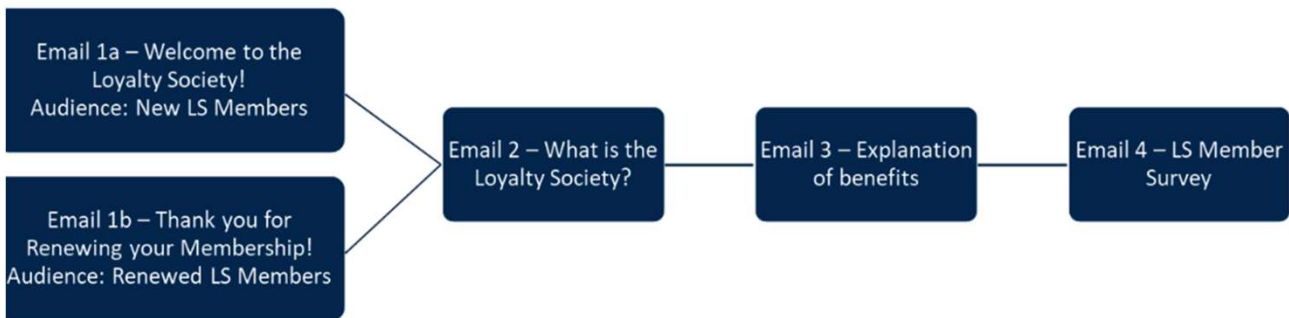 Email 1a – Welcome to the
Loyalty Society!
Audience: New LS Members
Email 1b – Thank you for
Renewing your Membership!
Audience: Renewed LS Members
Email 2 – What is the
Loyalty Society?
Email 3 – Explanation
of benefits
Email 4 – LS Member
Survey